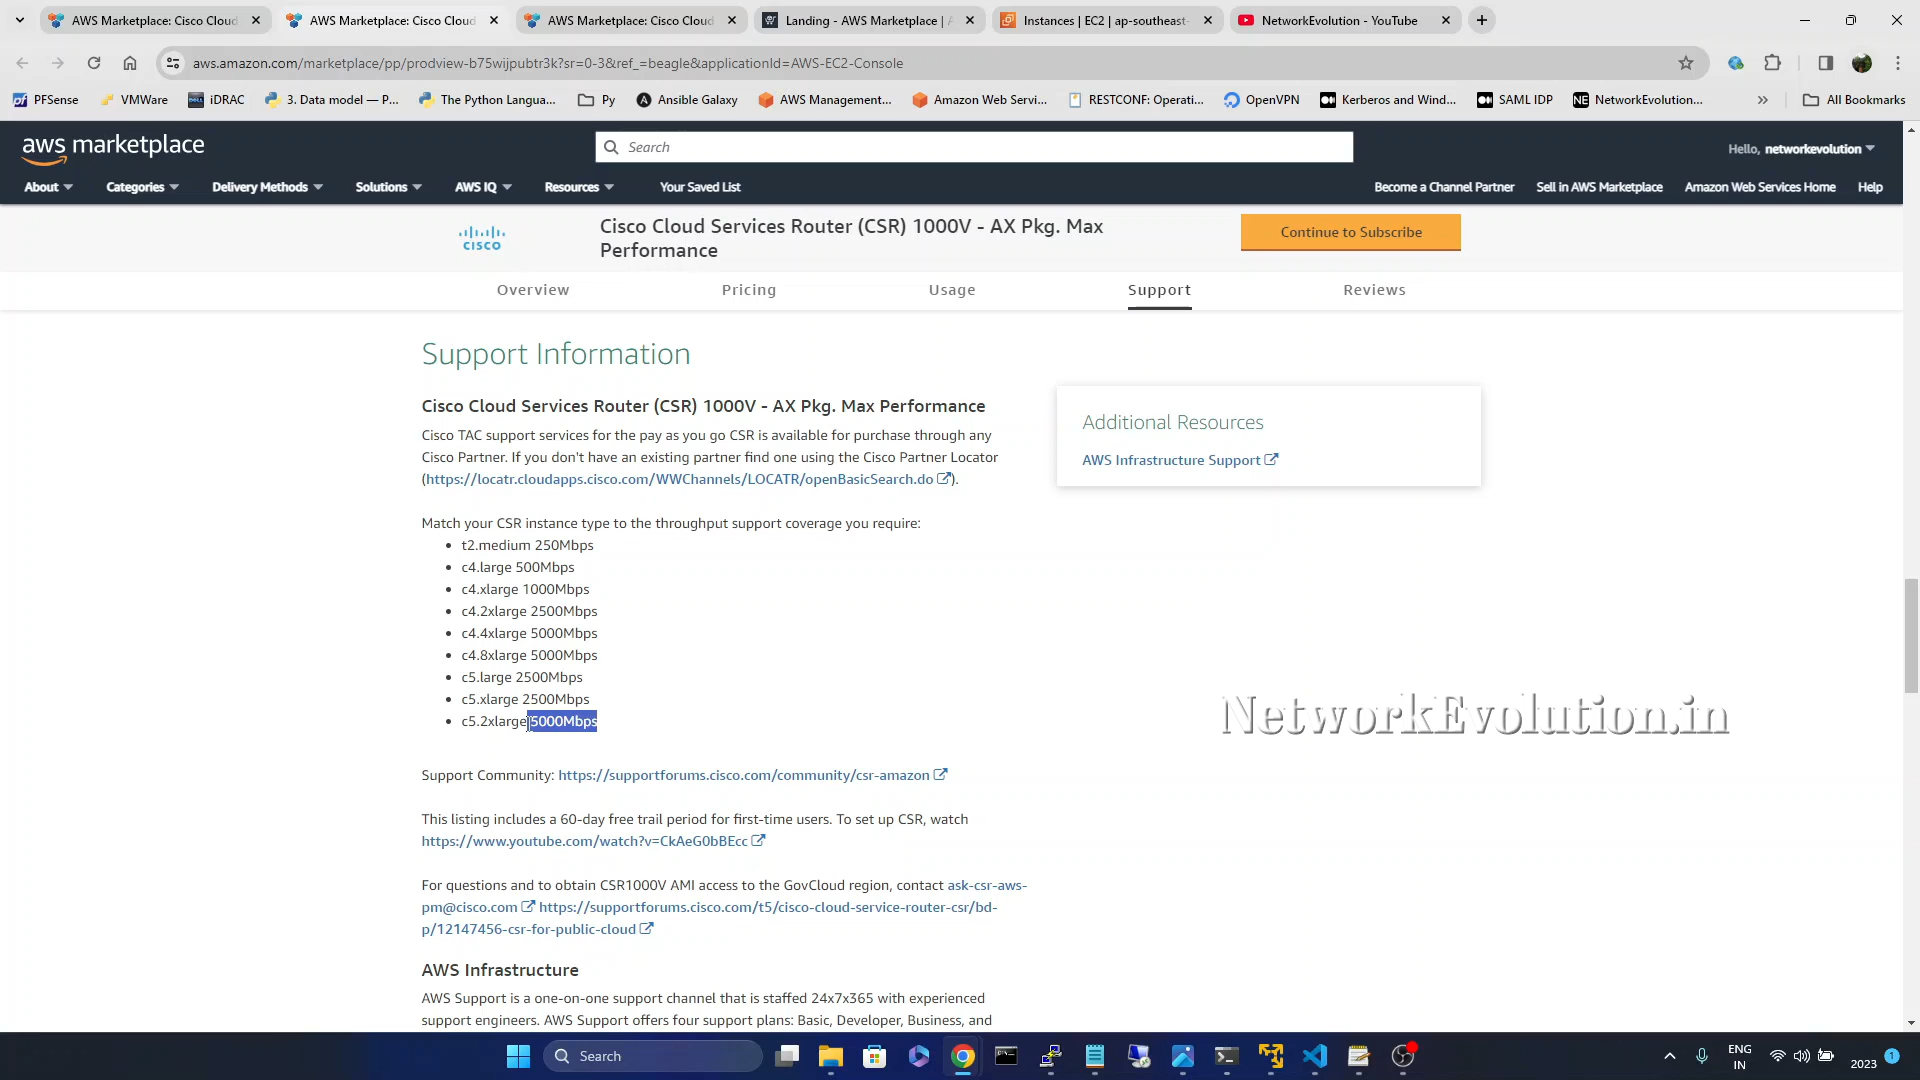 AWS Marketplace: Cisco Cloud
AWS Marketplace: Cisco Cloud
AWS Marketplace: Cisco Cloud
Landing - AWS Marketplace |
Instances | EC2 | ap-southeast-
NetworkEvolution - YouTube
aws.amazon.com/marketplace/pp/prodview-b75wijpubtr3k?sr=0-3&ref_=beagle&applicationId=AWS-EC2-Console
PFSense
VMWare
iDRAC
3. Data model — P...
The Python Langua...
Py
Ansible Galaxy
AWS Management...
Amazon Web Servi...
RESTCONF: Operati...
OpenVPN
Kerberos and Wind...
SAML IDP
NetworkEvolution...
All Bookmarks
aws marketplace
Search
Hello, networkevolution
About
Categories
Delivery Methods
Solutions
AWS IQ
Resources
Your Saved List
Become a Channel Partner
Sell in AWS Marketplace
Amazon Web Services Home
Help
CISCO
Cisco Cloud Services Router (CSR) 1000V - AX Pkg. Max
Performance
Continue to Subscribe
Overview
Pricing
Usage
Support
Reviews
Support Information
Cisco Cloud Services Router (CSR) 1000V - AX Pkg. Max Performance
Cisco TAC support services for the pay as you go CSR is available for purchase through any
Cisco Partner. If you don't have an existing partner find one using the Cisco Partner Locator
(https://locatr.cloudapps.cisco.com/WWChannels/LOCATR/openBasicSearch.do).
Additional Resources
AWS Infrastructure Support
Match your CSR instance type to the throughput support coverage you require:
• t2.medium 250Mbps
• c4.large 500Mbps
• c4.xlarge 1000Mbps
• c4.2xlarge 2500Mbps
• c4.4xlarge 5000Mbps
• c4.8xlarge 5000Mbps
• c5.large 2500Mbps
• c5.xlarge 2500Mbps
• c5.2xlarge 5000Mbps
NetworkEvolution.in
Support Community: https://supportforums.cisco.com/community/csr-amazon
This listing includes a 60-day free trail period for first-time users. To set up CSR, watch
https://www.youtube.com/watch?v=CkAeG0bBEcc
For questions and to obtain CSR1000V AMI access to the GovCloud region, contact ask-csr-aws-
pm@cisco.com https://supportforums.cisco.com/t5/cisco-cloud-service-router-csr/bd-
p/12147456-csr-for-public-cloud
AWS Infrastructure
AWS Support is a one-on-one support channel that is staffed 24x7x365 with experienced
support engineers. AWS Support offers four support plans: Basic, Developer, Business, and
Search
ENG
IN
2023
1